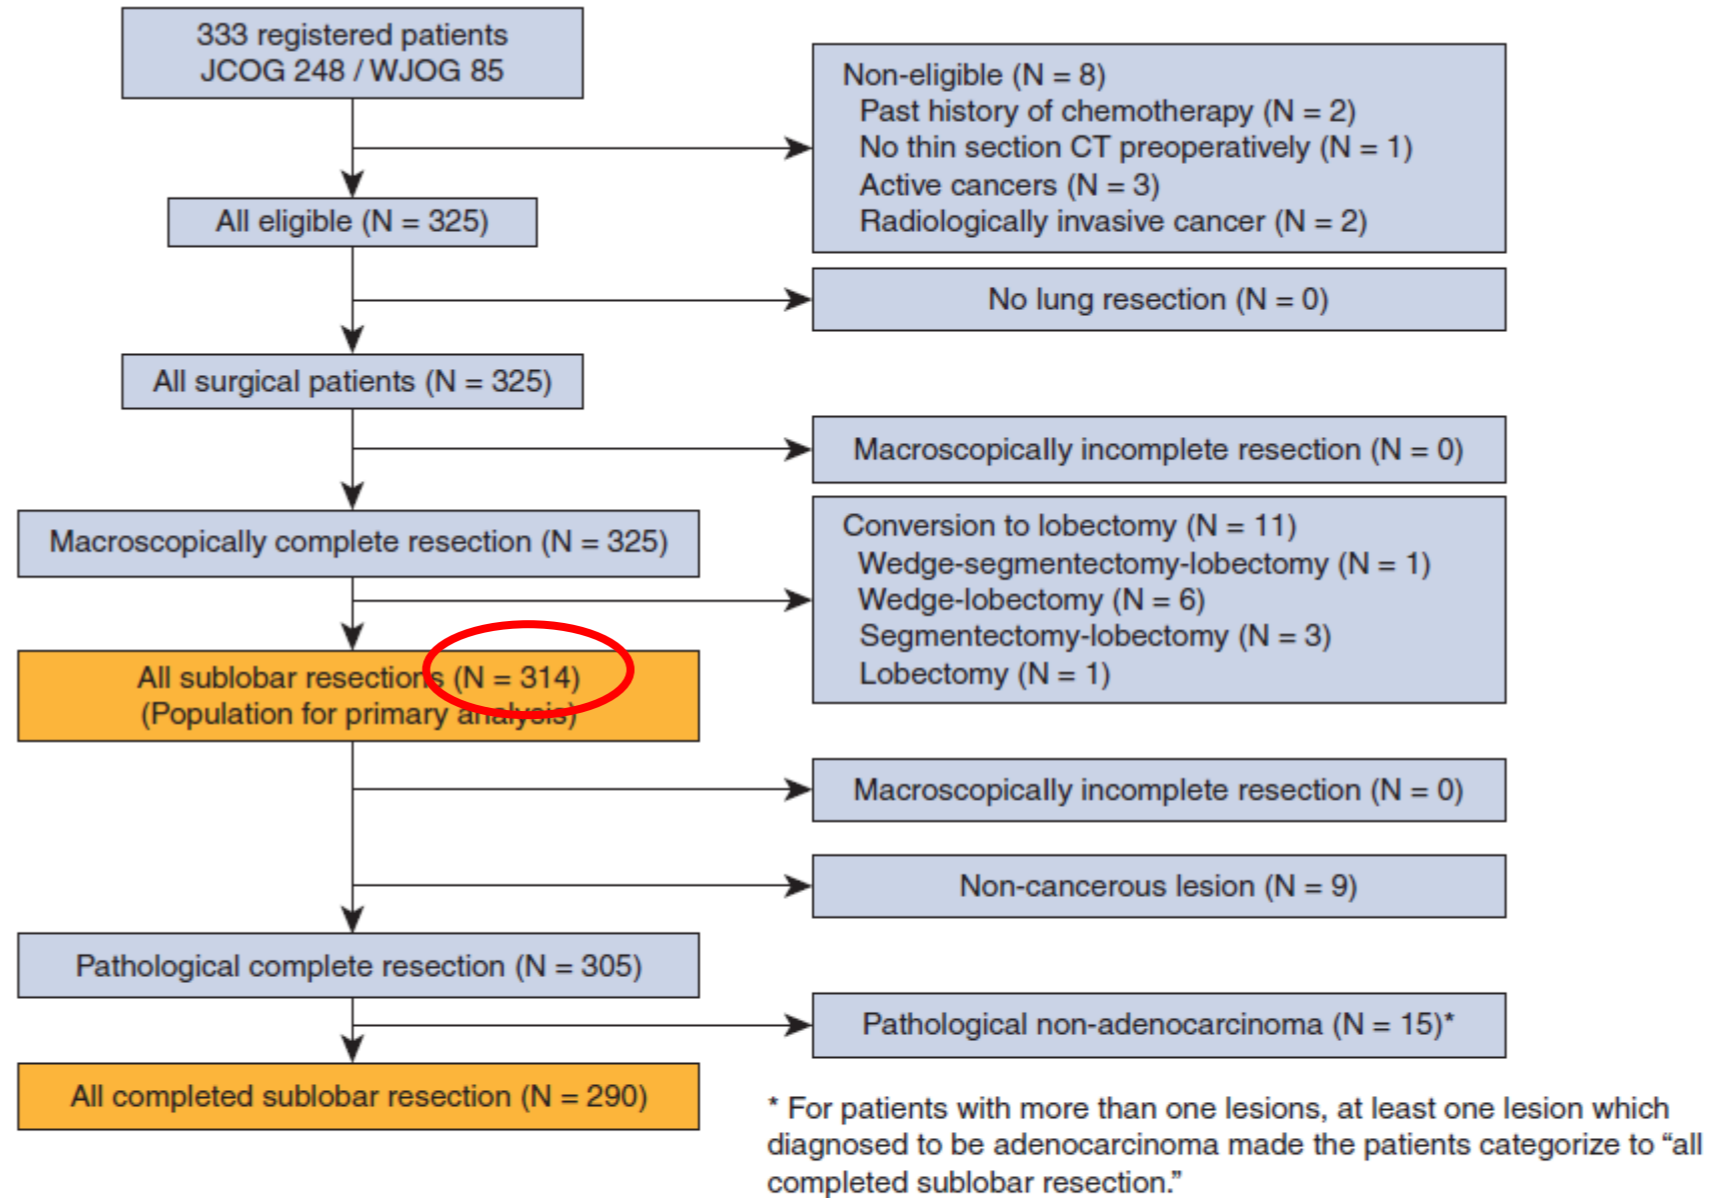 333 registered patients
JCOG 248 / WJOG 85
Non-eligible (N = 8)
Past history of chemotherapy (N = 2)
No thin section CT preoperatively (N = 1)
Active cancers (N = 3)
Radiologically invasive cancer (N = 2)
All eligible (N = 325)
No lung resection (N = 0)
All surgical patients (N = 325)
Macroscopically incomplete resection (N = 0)
Macroscopically complete resection (N = 325)
Conversion to lobectomy (N = 11)
Wedge-segmentectomy-lobectomy (N = 1)
Wedge-lobectomy (N = 6)
Segmentectomy-lobectomy (N = 3)
Lobectomy (N = 1)
All sublobar resections (N = 314)
(Population for primary analysis)
Macroscopically incomplete resection (N = 0)
Non-cancerous lesion (N = 9)
Pathological complete resection (N = 305)
Pathological non-adenocarcinoma (N = 15)*
All completed sublobar resection (N = 290)
* For patients with more than one lesions, at least one lesion which
diagnosed to be adenocarcinoma made the patients categorize to “all
completed sublobar resection.”